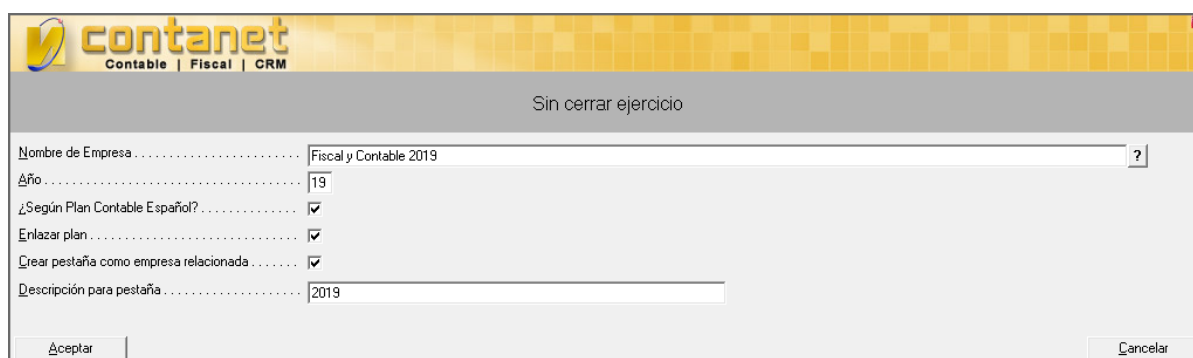 contanet
Contable | Fiscal | CRM
Sin cerrar ejercicio
Nombre de Empresa . . . . . . . . . . . . . . . . . . . . . . . . Fiscal y Contable 2019 ?
Año . . . . . . . . . . . . . . . . . . . . . . . . . . . . . . . . . . . . . 19
¿Según Plan Contable Español? . . . . . . . . . . . . . .
Enlazar plan . . . . . . . . . . . . . . . . . . . . . . . . . . . . . .
Crear pestaña como empresa relacionada . . . . . . .
Descripción para pestaña . . . . . . . . . . . . . . . . . . . . 2019
Aceptar Cancelar